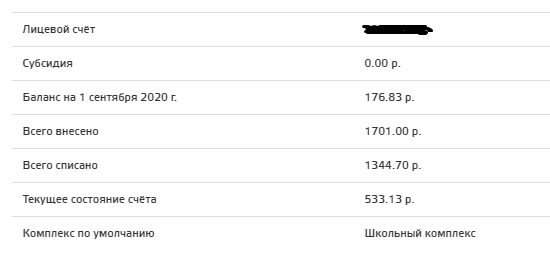 Лицевой счёт
Субсидия 0.00 р.
Баланс на 1 сентября 2020 г. 176.83 р.
Всего внесено 1701.00 р.
Всего списано 1344.70 р.
Текущее состояние счёта 533.13 р.
Комплекс по умолчанию Школьный комплекс